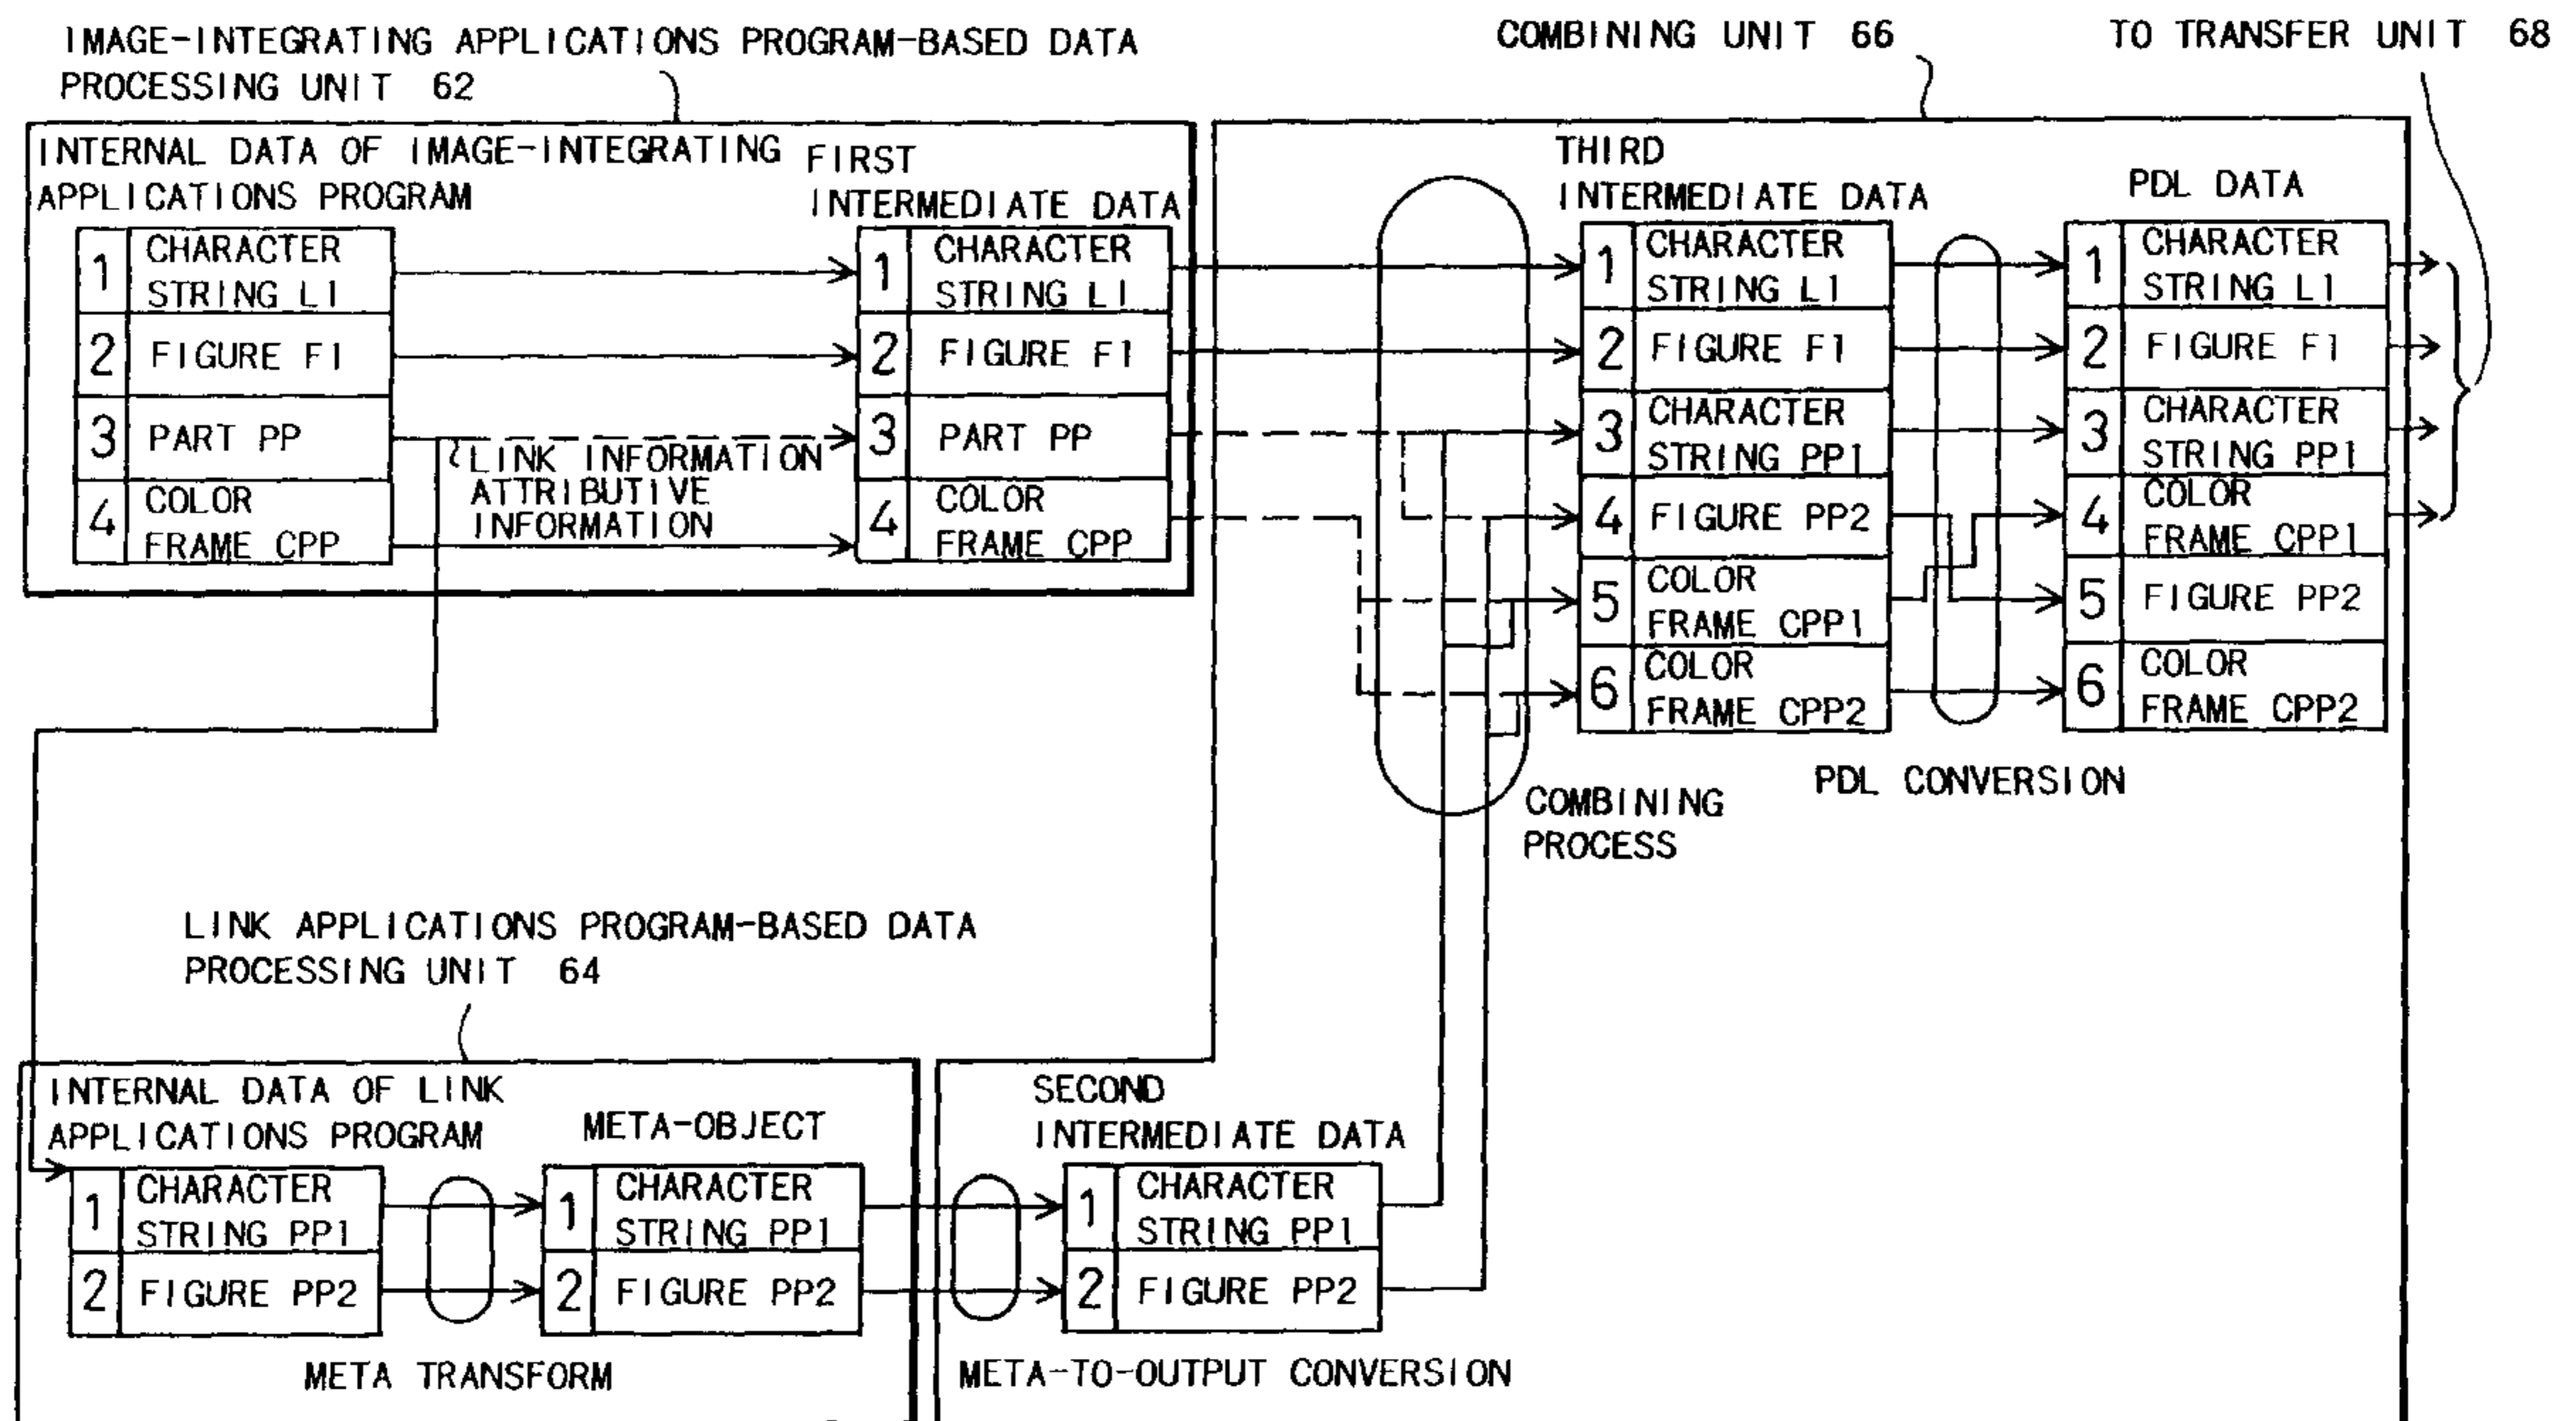 IMAGE-INTEGRATING APPLICATIONS PROGRAM-BASED DATA
PROCESSING UNIT 62
COMBINING UNIT 66
TO TRANSFER UNIT 68
INTERNAL DATA OF IMAGE-INTEGRATING
APPLICATIONS PROGRAM
1 CHARACTER
STRING L1
2 FIGURE F1
3 PART PP
4 COLOR
FRAME CPP
LINK INFORMATION
ATTRIBUTIVE
INFORMATION
FIRST
INTERMEDIATE DATA
1 CHARACTER
STRING L1
2 FIGURE F1
3 PART PP
4 COLOR
FRAME CPP
THIRD
INTERMEDIATE DATA
1 CHARACTER
STRING L1
2 FIGURE F1
3 CHARACTER
STRING PP1
4 FIGURE PP2
5 COLOR
FRAME CPP1
6 COLOR
FRAME CPP2
PDL DATA
1 CHARACTER
STRING L1
2 FIGURE F1
3 CHARACTER
STRING PP1
4 COLOR
FRAME CPP1
5 FIGURE PP2
6 COLOR
FRAME CPP2
PDL CONVERSION
COMBINING
PROCESS
LINK APPLICATIONS PROGRAM-BASED DATA
PROCESSING UNIT 64
INTERNAL DATA OF LINK
APPLICATIONS PROGRAM
1 CHARACTER
STRING PP1
2 FIGURE PP2
META-OBJECT
1 CHARACTER
STRING PP1
2 FIGURE PP2
META TRANSFORM
SECOND
INTERMEDIATE DATA
1 CHARACTER
STRING PP1
2 FIGURE PP2
META-TO-OUTPUT CONVERSION